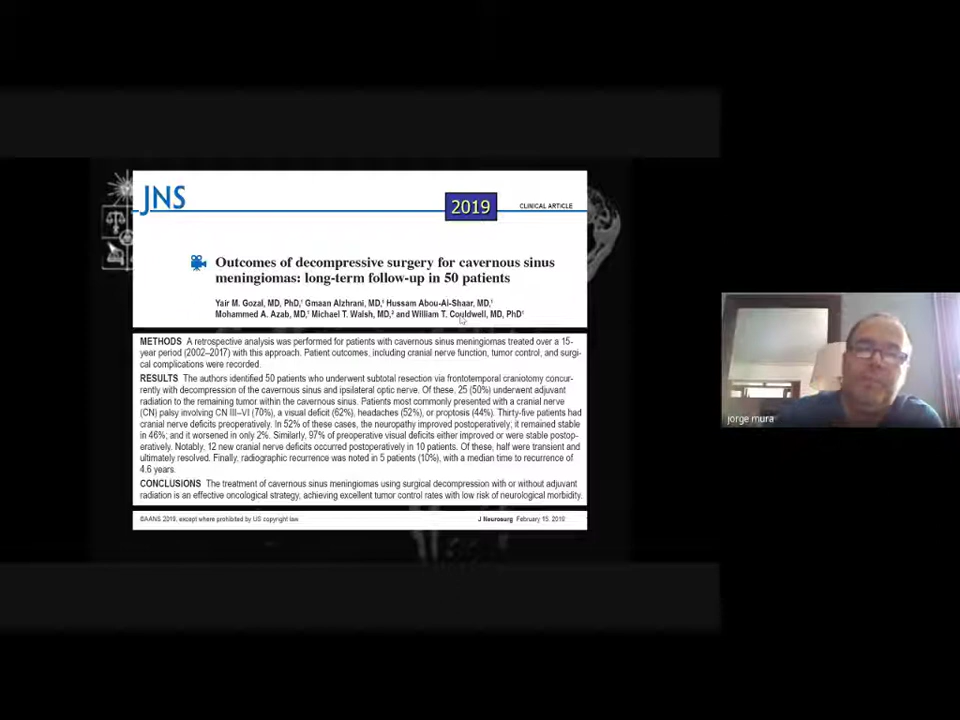 JNS
2019
CLINICAL ARTICLE
Outcomes of decompressive surgery for cavernous sinus
meningiomas: long-term follow-up in 50 patients
Yair M. Gozal, MD, PhD,¹ Gmaan Alzhrani, MD,¹ Hussam Abou-Al-Shaar, MD,¹
Mohammed A. Azab, MD,¹ Michael T. Walsh, MD,² and William T. Couldwell, MD, PhD¹
METHODS A retrospective analysis was performed for patients with cavernous sinus meningiomas treated over a 15-
year period (2002–2017) with this approach. Patient outcomes, including cranial nerve function, tumor control, and surgi-
cal complications were recorded.
RESULTS The authors identified 50 patients who underwent subtotal resection via frontotemporal craniotomy concur-
rently with decompression of the cavernous sinus and ipsilateral optic nerve. Of these, 25 (50%) underwent adjuvant
radiation to the remaining tumor within the cavernous sinus. Patients most commonly presented with a cranial nerve
(CN) palsy involving CN III–VI (70%), a visual deficit (62%), headaches (52%), or proptosis (44%). Thirty-five patients had
cranial nerve deficits preoperatively. In 52% of these cases, the neuropathy improved postoperatively; it remained stable
in 46%; and it worsened in only 2%. Similarly, 97% of preoperative visual deficits either improved or were stable postop-
eratively. Notably, 12 new cranial nerve deficits occurred postoperatively in 10 patients. Of these, half were transient and
ultimately resolved. Finally, radiographic recurrence was noted in 5 patients (10%), with a median time to recurrence of
4.6 years.
CONCLUSIONS The treatment of cavernous sinus meningiomas using surgical decompression with or without adjuvant
radiation is an effective oncological strategy, achieving excellent tumor control rates with low risk of neurological morbidity.
©AANS 2019, except where prohibited by US copyright law
J Neurosurg February 15, 2019
jorge mura